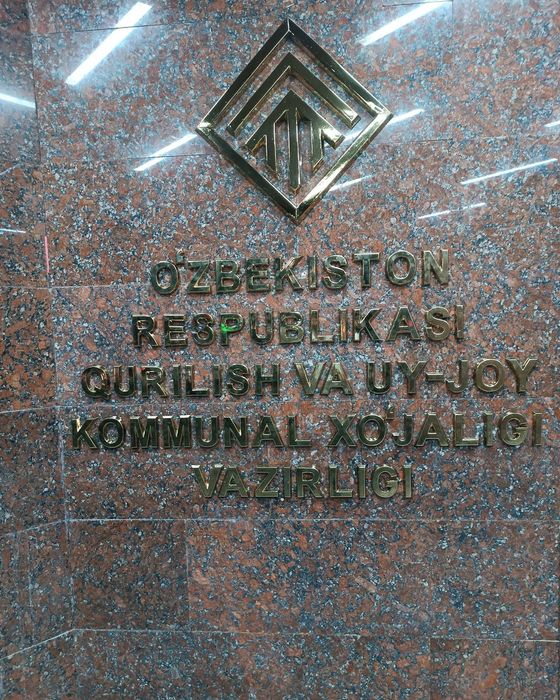 O'ZBEKISTON
RESPUBLIKASI
QURILISH VA UY-JOY
KOMMUNAL XO'JALIGI
VAZIRLIGI